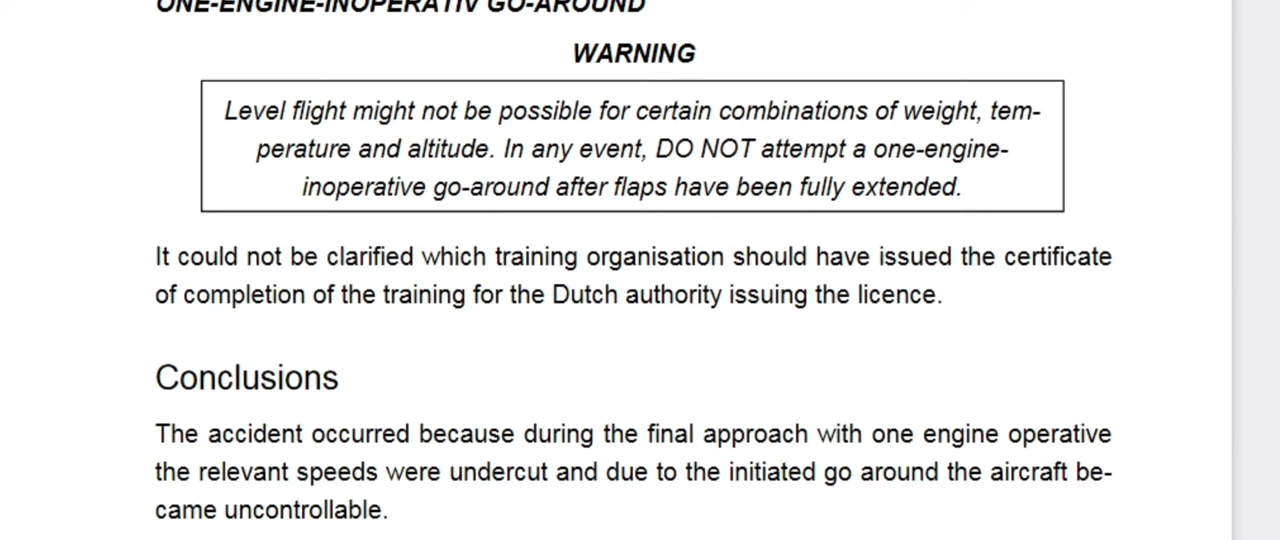 ONE-ENGINE-INOPERATIV GO-AROUND
WARNING
Level flight might not be possible for certain combinations of weight, tem-
perature and altitude. In any event, DO NOT attempt a one-engine-
inoperative go-around after flaps have been fully extended.
It could not be clarified which training organisation should have issued the certificate
of completion of the training for the Dutch authority issuing the licence.
Conclusions
The accident occurred because during the final approach with one engine operative
the relevant speeds were undercut and due to the initiated go around the aircraft be-
came uncontrollable.